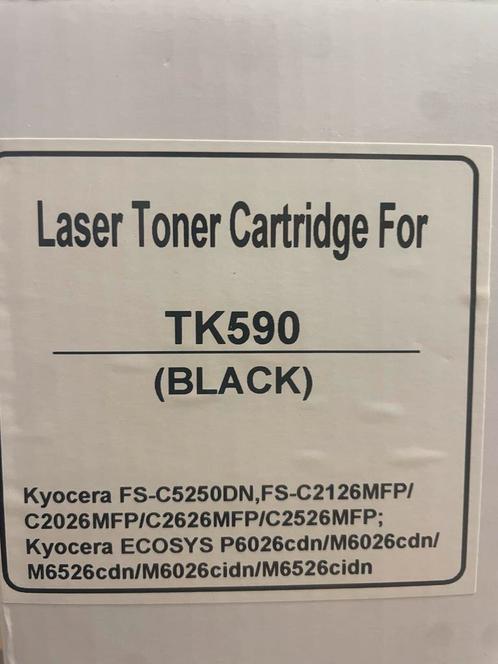 Laser Toner Cartridge For
TK590
(BLACK)
Kyocera FS-C5250DN,FS-C2126MFP/
C2026MFP/C2626MFP/C2526MFP;
Kyocera ECOSYS P6026cdn/M6026cdn/
M6526cdn/M6026cidn/M6526cidn